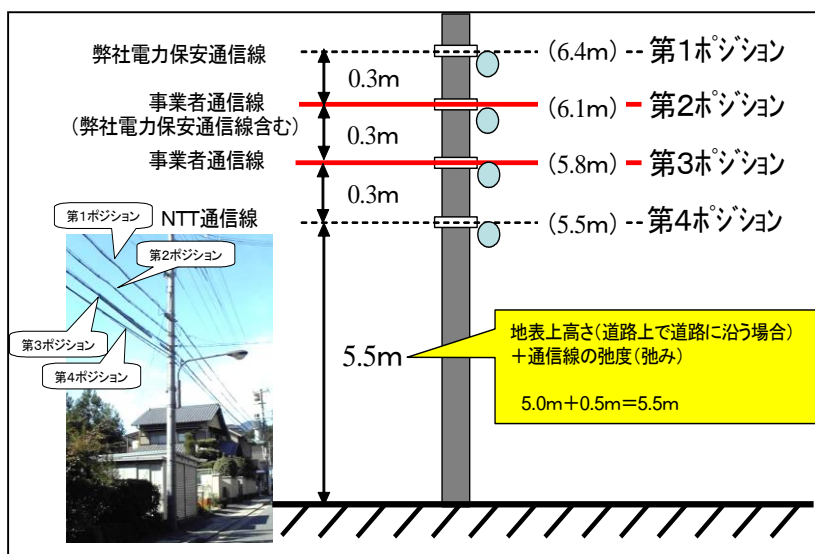 弊社電力保安通信線
(6.4m)
第1ポジション
0.3m
事業者通信線
(弊社電力保安通信線含む)
(6.1m)
第2ポジション
0.3m
事業者通信線
(5.8m)
第3ポジション
0.3m
NTT通信線
(5.5m)
第4ポジション
第1ポジション
第2ポジション
第3ポジション
第4ポジション
5.5m
地表上高さ(道路上で道路に沿う場合)
+通信線の弛度(弛み)
5.0m+0.5m=5.5m